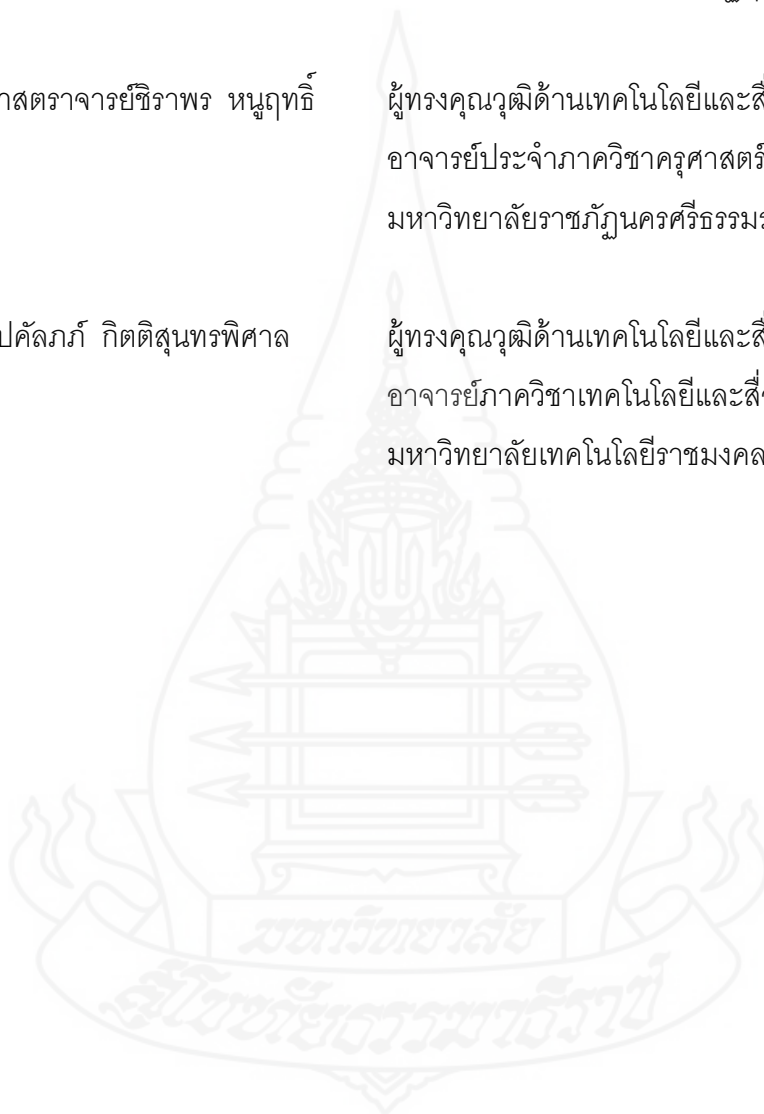 าสตราจารย์ชิราพร หนูฤทธิ์ ผู้ทรงคุณวุฒิด้านเทคโนโลยีและสื่
อาจารย์ประจำภาควิชาครุศาสตร์
มหาวิทยาลัยราชภัฏนครศรีธรรมร
ปคัลภภ์ กิตติสุนทรพิศาล ผู้ทรงคุณวุฒิด้านเทคโนโลยีและสื่
อาจารย์ภาควิชาเทคโนโลยีและสื่
มหาวิทยาลัยเทคโนโลยีราชมงคล
มหาวิทยาลัย
สุโขทัยธรรมาธิราช